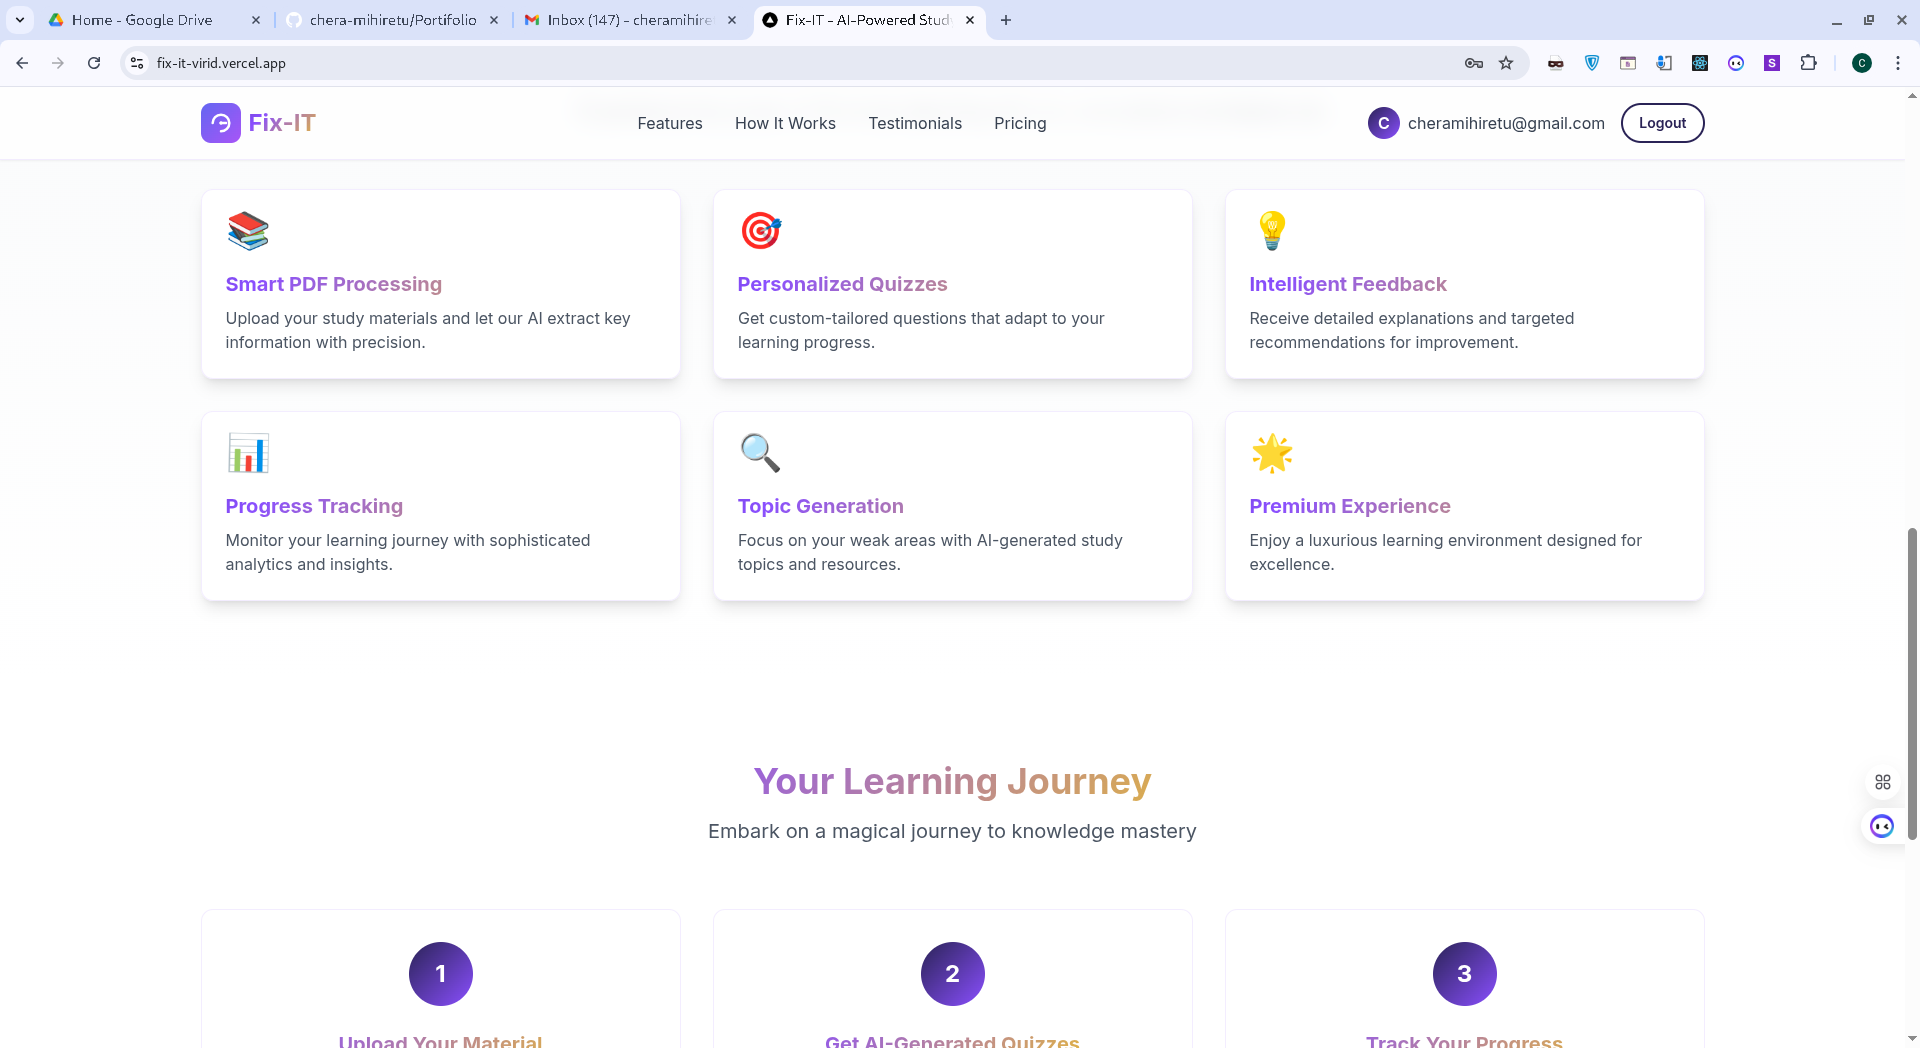 Home - Google Drive
chera-mihiretu/Portifolio
Inbox (147) - cheramihire
Fix-IT - AI-Powered Stud
fix-it-virid.vercel.app
S
C
Fix-IT
Features
How It Works
Testimonials
Pricing
C
cheramihiretu@gmail.com
Logout
Smart PDF Processing
Upload your study materials and let our AI extract key
information with precision.
Personalized Quizzes
Get custom-tailored questions that adapt to your
learning progress.
Intelligent Feedback
Receive detailed explanations and targeted
recommendations for improvement.
Progress Tracking
Monitor your learning journey with sophisticated
analytics and insights.
Topic Generation
Focus on your weak areas with AI-generated study
topics and resources.
Premium Experience
Enjoy a luxurious learning environment designed for
excellence.
Your Learning Journey
Embark on a magical journey to knowledge mastery
1
Upload Your Material
2
Get AI-Generated Quizzes
3
Track Your Progress